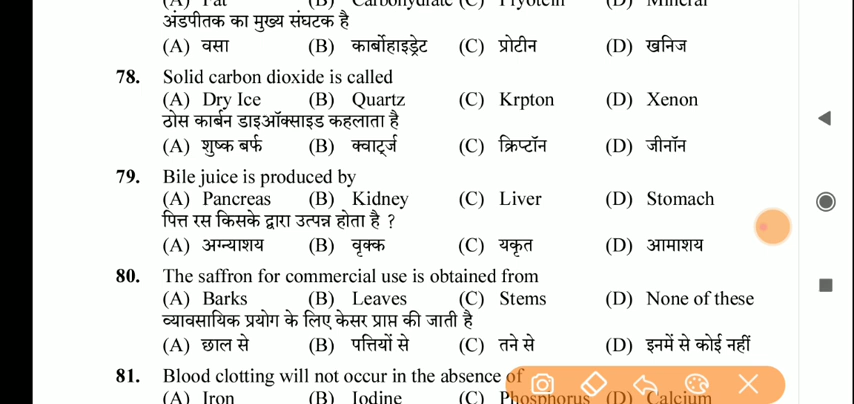 (A) Fat (B) Carbohydrate (C) Pryotein (D) Mineral
अंडपीतक का मुख्य संघटक है
(A) वसा (B) कार्बोहाइड्रेट (C) प्रोटीन (D) खनिज
78. Solid carbon dioxide is called
(A) Dry Ice (B) Quartz (C) Krpton (D) Xenon
ठोस कार्बन डाइऑक्साइड कहलाता है
(A) शुष्क बर्फ (B) क्वार्ट्ज (C) क्रिप्टॉन (D) जीनॉन
79. Bile juice is produced by
(A) Pancreas (B) Kidney (C) Liver (D) Stomach
पित्त रस किसके द्वारा उत्पन्न होता है ?
(A) अग्न्याशय (B) वृक्क (C) यकृत (D) आमाशय
80. The saffron for commercial use is obtained from
(A) Barks (B) Leaves (C) Stems (D) None of these
व्यावसायिक प्रयोग के लिए केसर प्राप्त की जाती है
(A) छाल से (B) पत्तियों से (C) तने से (D) इनमें से कोई नहीं
81. Blood clotting will not occur in the absence of
(A) Iron (B) Iodine (C) Phosphorus (D) Calcium